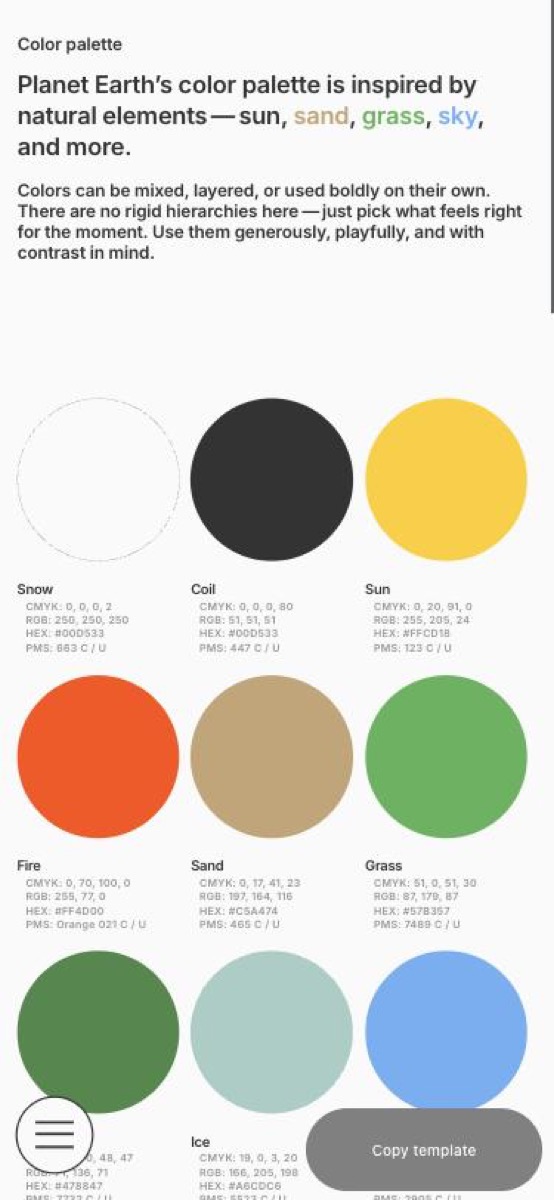 Color palette
Planet Earth’s color palette is inspired by
natural elements — sun, sand, grass, sky,
and more.
Colors can be mixed, layered, or used boldly on their own.
There are no rigid hierarchies here — just pick what feels right
for the moment. Use them generously, playfully, and with
contrast in mind.
Snow
CMYK: 0, 0, 0, 2
RGB: 250, 250, 250
HEX: #00D533
PMS: 663 C / U
Coil
CMYK: 0, 0, 0, 80
RGB: 51, 51, 51
HEX: #00D533
PMS: 447 C / U
Sun
CMYK: 0, 20, 91, 0
RGB: 255, 205, 24
HEX: #FFCD18
PMS: 123 C / U
Fire
CMYK: 0, 70, 100, 0
RGB: 255, 77, 0
HEX: #FF4D00
PMS: Orange 021 C / U
Sand
CMYK: 0, 17, 41, 23
RGB: 197, 164, 116
HEX: #C5A474
PMS: 465 C / U
Grass
CMYK: 51, 0, 51, 30
RGB: 87, 179, 87
HEX: #57B357
PMS: 7489 C / U
48, 47
136, 71
HEX: #478847
PMS: 7732 C / U
Ice
CMYK: 19, 0, 3, 20
RGB: 166, 205, 198
HEX: #A6CDC6
PMS: 5523 C / U
Copy template
PMS: 2905 C / U